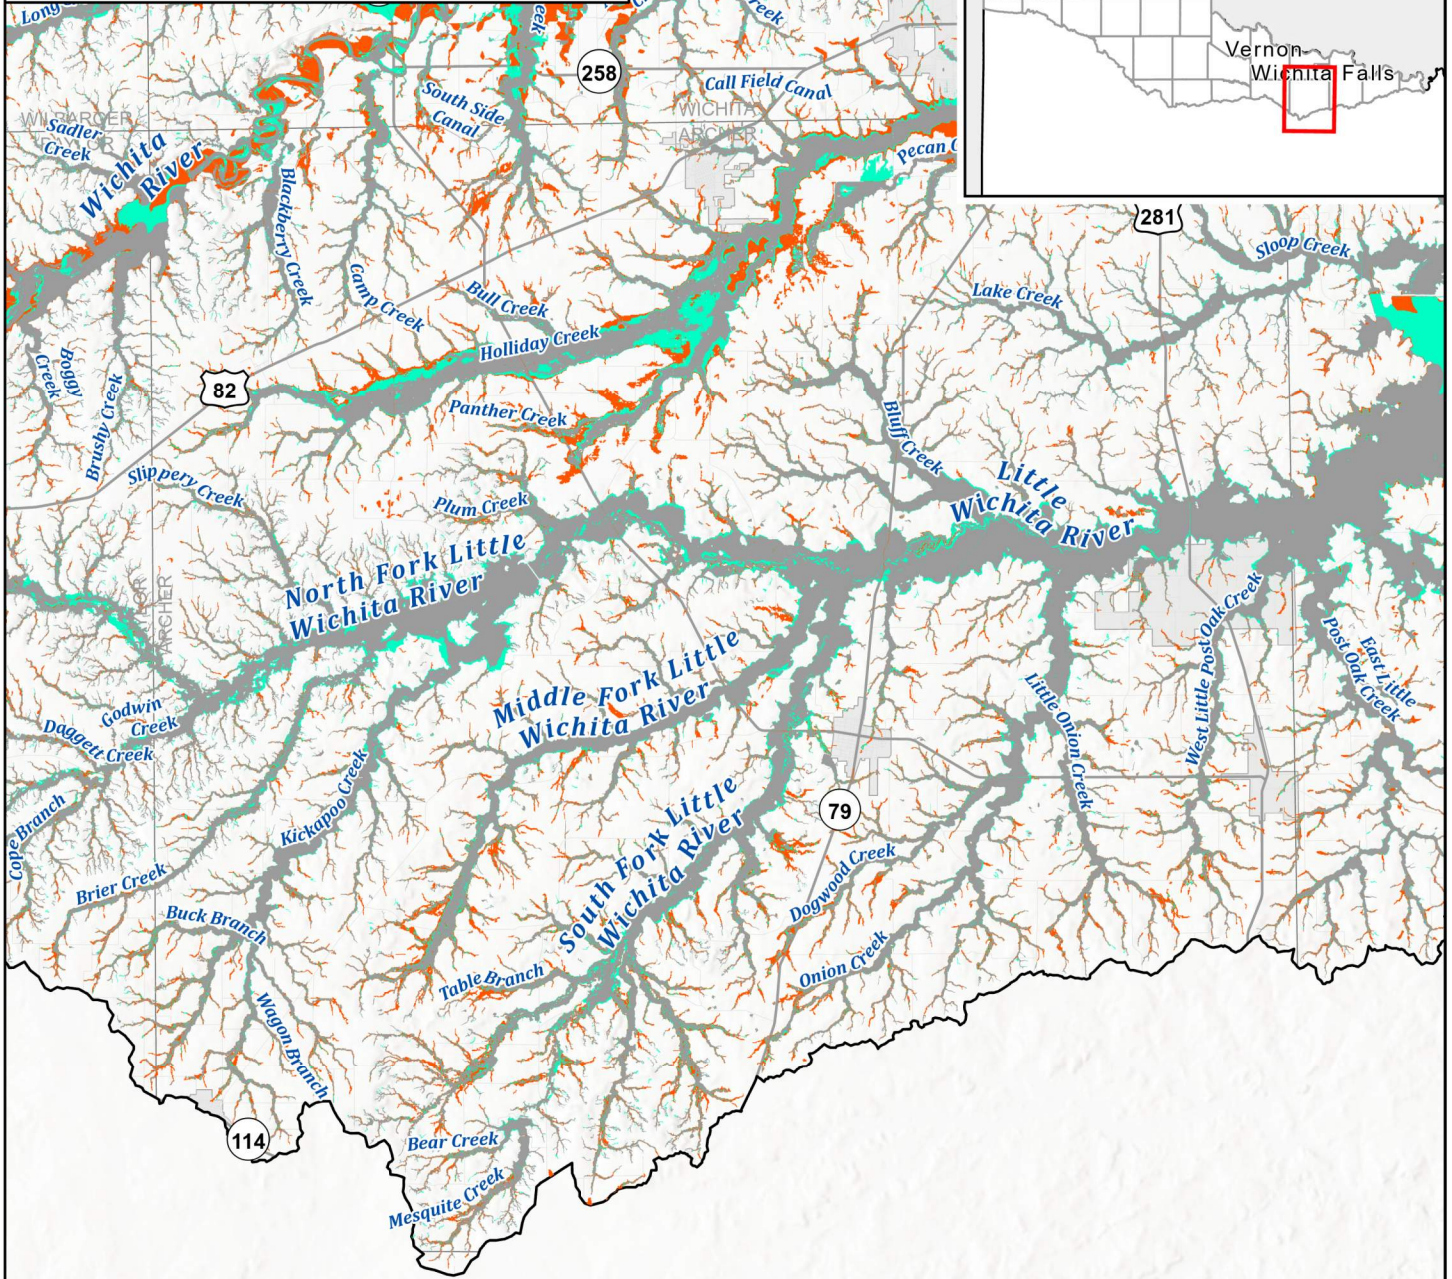 258
Call Field Canal
South Side
Canal
WICHITA
ARCHER
WILBARGER
Sadler
Creek
Wichita
River
Pecan
Vernon
Wichita Falls
281
Sloop Creek
Lake Creek
Blackberry Creek
Camp Creek
Bull Creek
Holliday Creek
Boggy
Creek
Brushy Creek
82
Panther Creek
Bluff Creek
Slippery Creek
Plum Creek
Little
Wichita River
North Fork Little
Wichita River
ARCHER
Middle Fork Little
Wichita River
West Little Post Oak Creek
East Little
Post Oak Creek
Little Onion Creek
Godwin
Creek
Daggett Creek
Cope Branch
Kickapoo Creek
Brier Creek
South Fork Little
Wichita River
79
Dogwood Creek
Buck Branch
Onion Creek
Table Branch
Wagon Branch
114
Bear Creek
Mesquite Creek